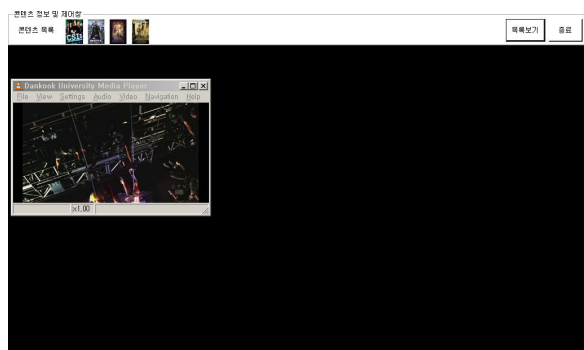 콘텐츠 정보 및 제어창
콘텐츠 목록
CSI:
목록보기
종료
Dankook University Media Player
File View Settings Audio Video Navigation Help
x1.00